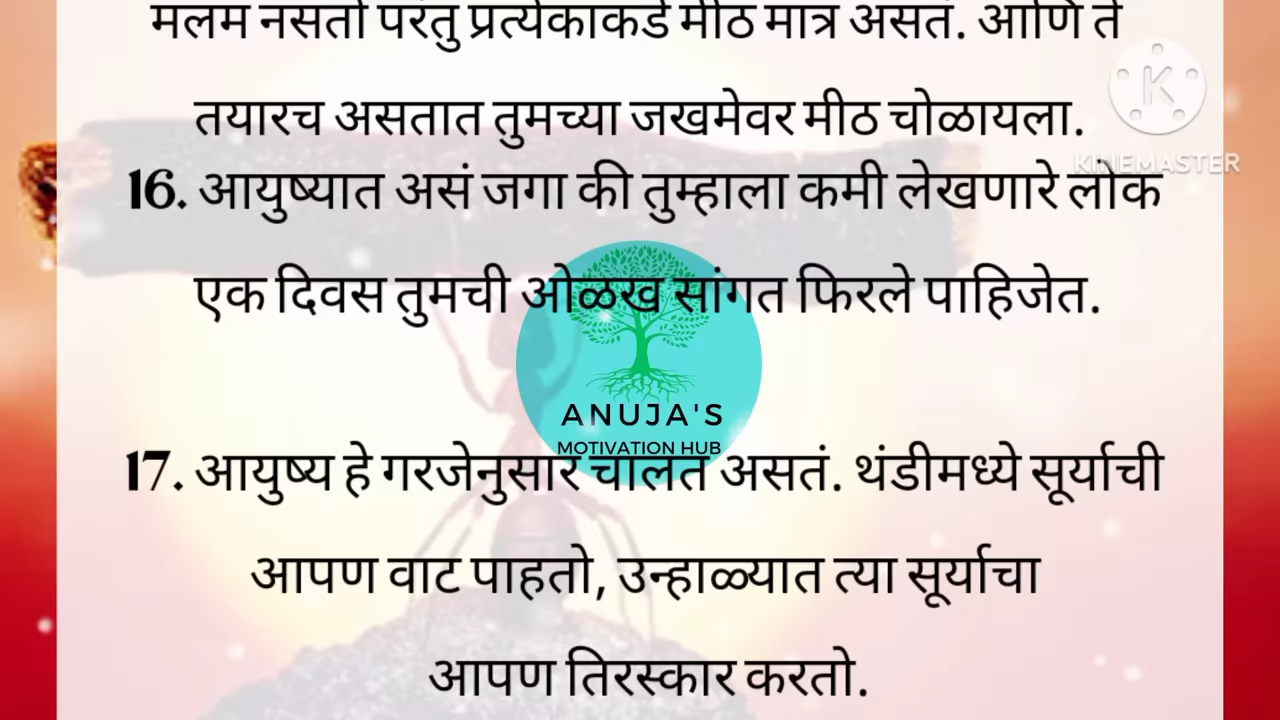 मलम नसतो परंतु प्रत्येकाकडे मीठ मात्र असतं. आणि ते
तयारच असतात तुमच्या जखमेवर मीठ चोळायला.
KINEMASTER
16. आयुष्यात असं जगा की तुम्हाला कमी लेखणारे लोक
एक दिवस तुमची ओळख सांगत फिरले पाहिजेत.
ANUJA'S
MOTIVATION HUB
17. आयुष्य हे गरजेनुसार चालत असतं. थंडीमध्ये सूर्याची
आपण वाट पाहतो, उन्हाळ्यात त्या सूर्याचा
आपण तिरस्कार करतो.